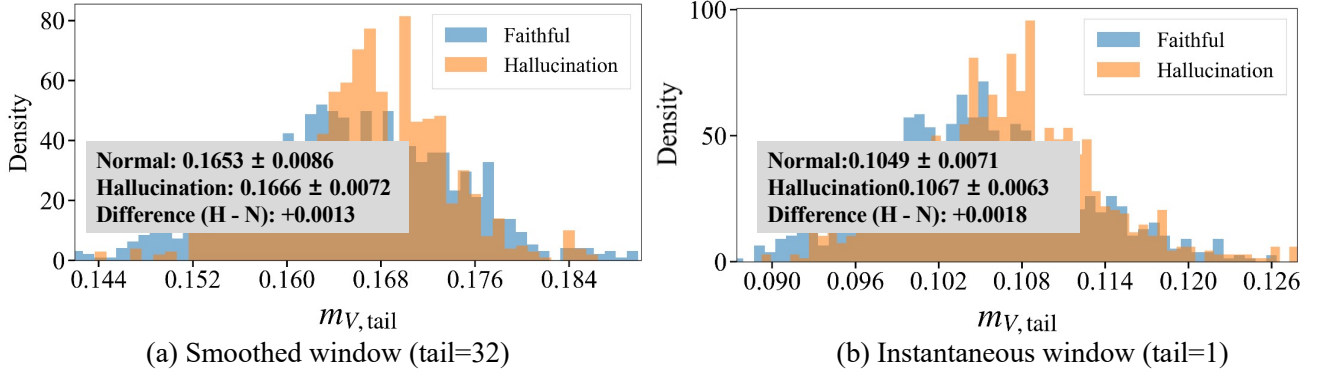 80
60
40
20
0
Density
Faithful
Hallucination
Normal: 0.1653 ± 0.0086
Hallucination: 0.1666 ± 0.0072
Difference (H - N): +0.0013
0.144 0.152 0.160 0.168 0.176 0.184
m_V, tail
(a) Smoothed window (tail=32)
100
50
0
Density
Faithful
Hallucination
Normal:0.1049 ± 0.0071
Hallucination0.1067 ± 0.0063
Difference (H - N): +0.0018
0.090 0.096 0.102 0.108 0.114 0.120 0.126
m_V, tail
(b) Instantaneous window (tail=1)